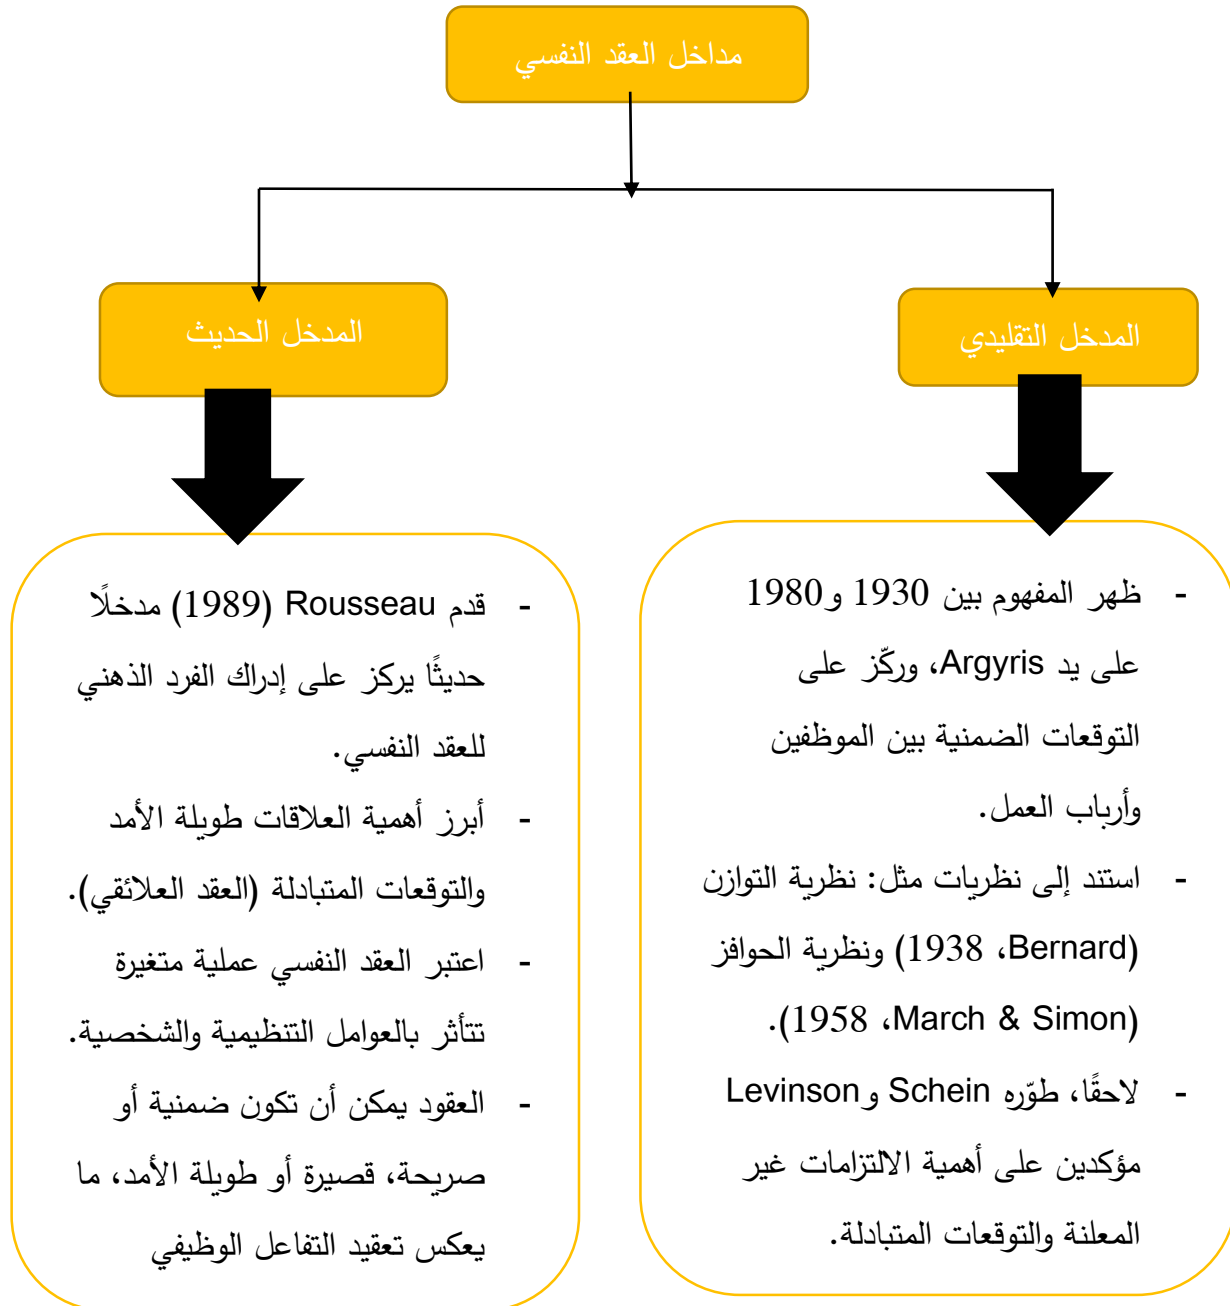 مداخل العقد النفسي
المدخل التقليدي
- ظهر المفهوم بين 1930 و1980
على يد Argyris، وركّز على
التوقعات الضمنية بين الموظفين
وأرباب العمل.
- استند إلى نظريات مثل: نظرية التوازن
(Bernard، 1938) ونظرية الحوافز
(March & Simon، 1958).
- لاحقًا، طوّره Schein وLevinson
مؤكدين على أهمية الالتزامات غير
المعلنة والتوقعات المتبادلة.
المدخل الحديث
- قدم Rousseau (1989) مدخلًا
حديثًا يركز على إدراك الفرد الذهني
للعقد النفسي.
- أبرز أهمية العلاقات طويلة الأمد
والتوقعات المتبادلة (العقد العلائقي).
- اعتبر العقد النفسي عملية متغيرة
تتأثر بالعوامل التنظيمية والشخصية.
- العقود يمكن أن تكون ضمنية أو
صريحة، قصيرة أو طويلة الأمد، ما
يعكس تعقيد التفاعل الوظيفي